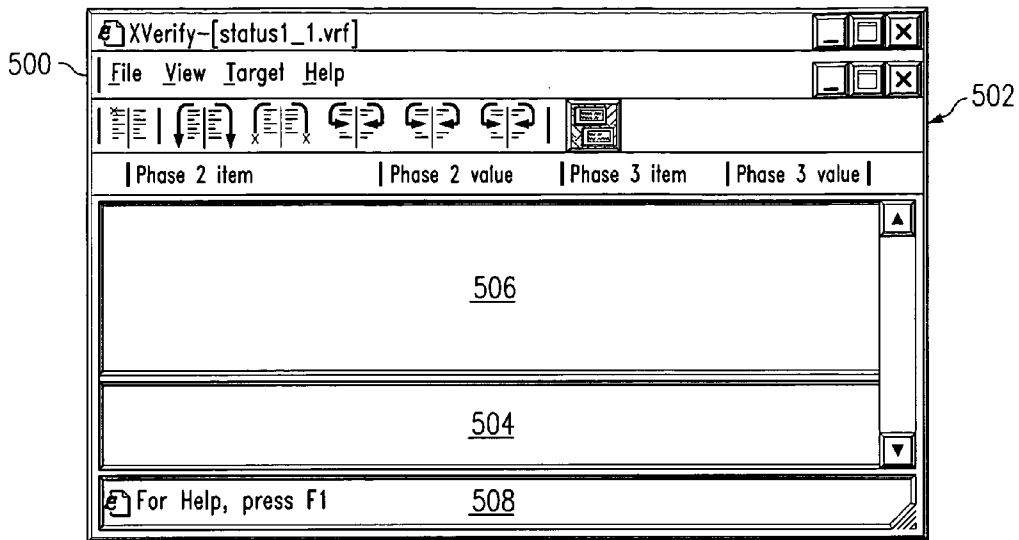 XVerify-[status1_1.vrf]
500
File View Target Help
502
Phase 2 item Phase 2 value Phase 3 item Phase 3 value
506
504
For Help, press F1 508